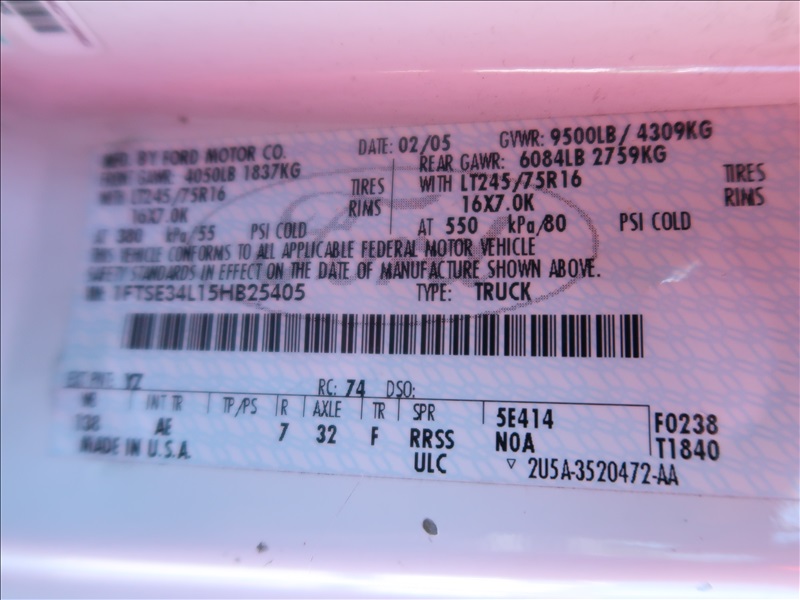 MFD. BY FORD MOTOR CO.
DATE: 02/05
GVWR: 9500LB / 4309KG
FRONT GAWR: 4050LB 1837KG
REAR GAWR: 6084LB 2759KG
WITH LT245/75R16 TIRES
WITH LT245/75R16 TIRES
16X7.0K RIMS
16X7.0K RIMS
AT 380 kPa/55 PSI COLD
AT 550 kPa/80 PSI COLD
THIS VEHICLE CONFORMS TO ALL APPLICABLE FEDERAL MOTOR VEHICLE
SAFETY STANDARDS IN EFFECT ON THE DATE OF MANUFACTURE SHOWN ABOVE.
1FTSE34L15HB25405 TYPE: TRUCK
Ford
EXT PNT: YZ RC: 74 DSO:
WB INT TR TP/PS R AXLE TR SPR 5E414 F0238
138 AE 7 32 F RRSS N0A T1840
MADE IN U.S.A. ULC ▽ 2U5A-3520472-AA